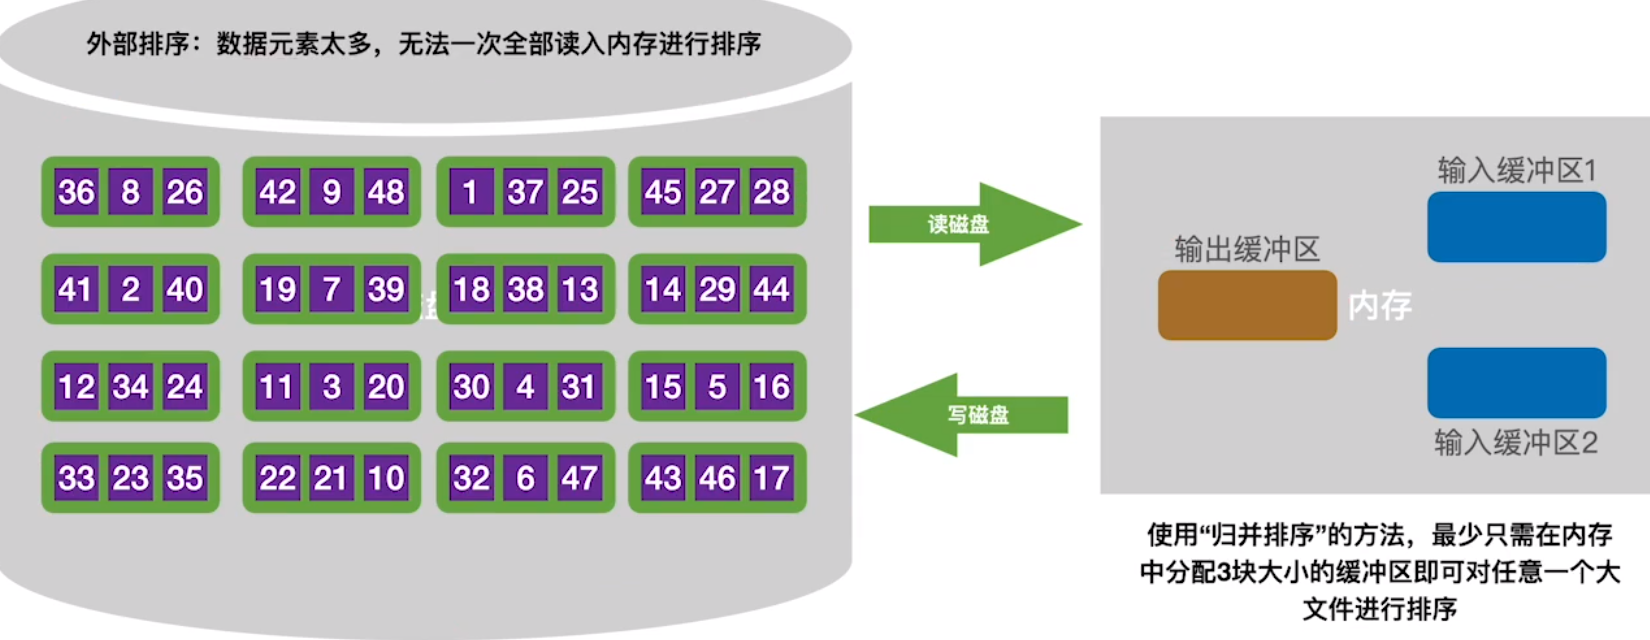 外部排序：数据元素太多，无法一次全部读入内存进行排序
36 8 26 42 9 48 1 37 25 45 27 28
41 2 40 19 7 39 18 38 13 14 29 44
12 34 24 11 3 20 30 4 31 15 5 16
33 23 35 22 21 10 32 6 47 43 46 17
读磁盘
写磁盘
输入缓冲区1
输出缓冲区
内存
输入缓冲区2
使用“归并排序”的方法，最少只需在内存
中分配3块大小的缓冲区即可对任意一个大
文件进行排序